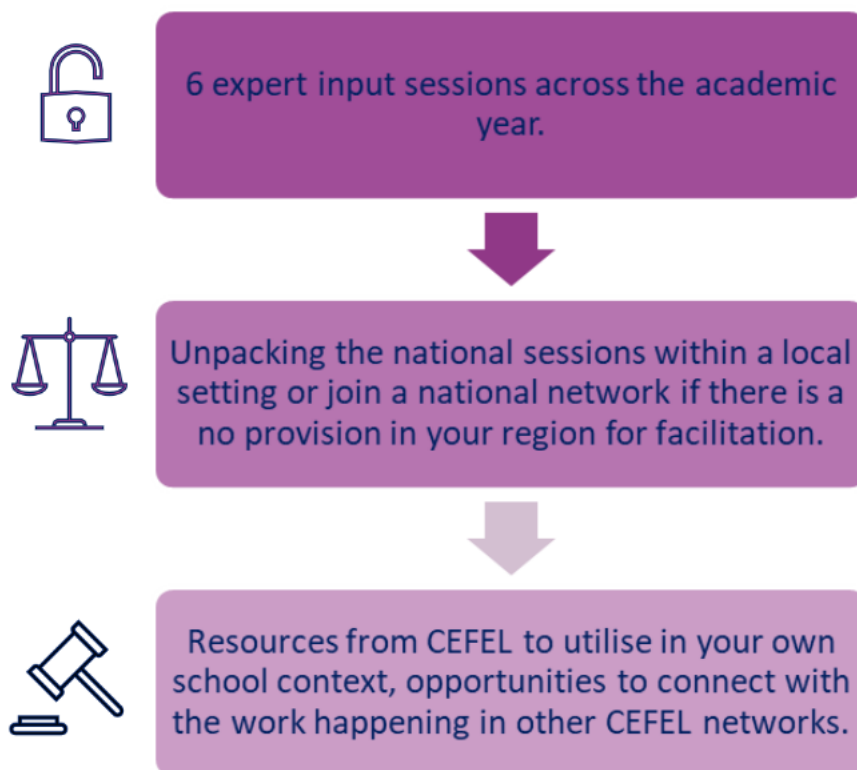 6 expert input sessions across the academic
year.
Unpacking the national sessions within a local
setting or join a national network if there is a
no provision in your region for facilitation.
Resources from CEFEL to utilise in your own
school context, opportunities to connect with
the work happening in other CEFEL networks.